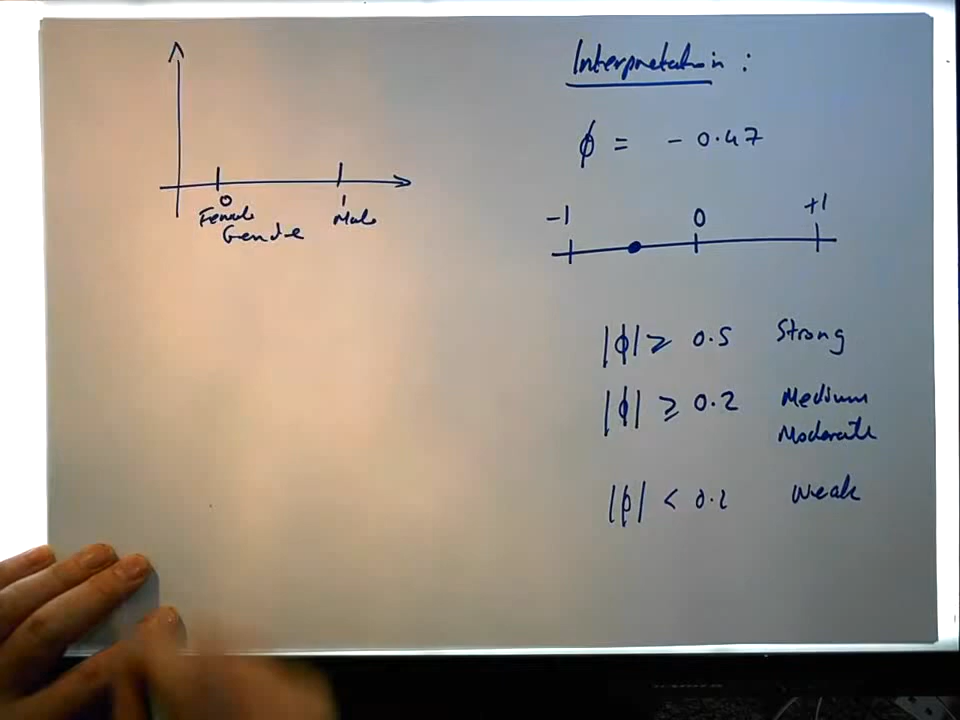 0 1
Female Male
Gender
Interpretation :
ϕ = - 0.47
-1 0 +1
|ϕ| ⩾ 0.5 Strong
|ϕ| ⩾ 0.2 Medium
Moderate
|ϕ| < 0.2 Weak